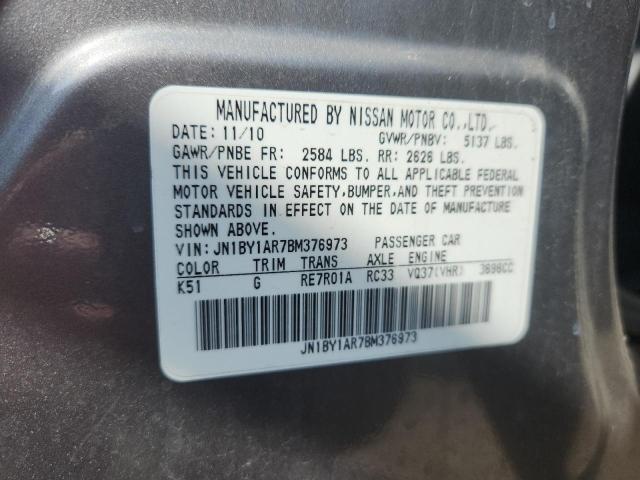 MANUFACTURED BY NISSAN MOTOR CO.,LTD.
DATE: 11/10 GVWR/PNBV: 5137 LBS.
GAWR/PNBE FR: 2584 LBS. RR: 2626 LBS.
THIS VEHICLE CONFORMS TO ALL APPLICABLE FEDERAL
MOTOR VEHICLE SAFETY,BUMPER,AND THEFT PREVENTION
STANDARDS IN EFFECT ON THE DATE OF MANUFACTURE
SHOWN ABOVE.
VIN: JN1BY1AR7BM376973 PASSENGER CAR
COLOR TRIM TRANS AXLE ENGINE
K51 G RE7R01A RC33 VQ37(VHR) 3696CC
JN1BY1AR7BM376973